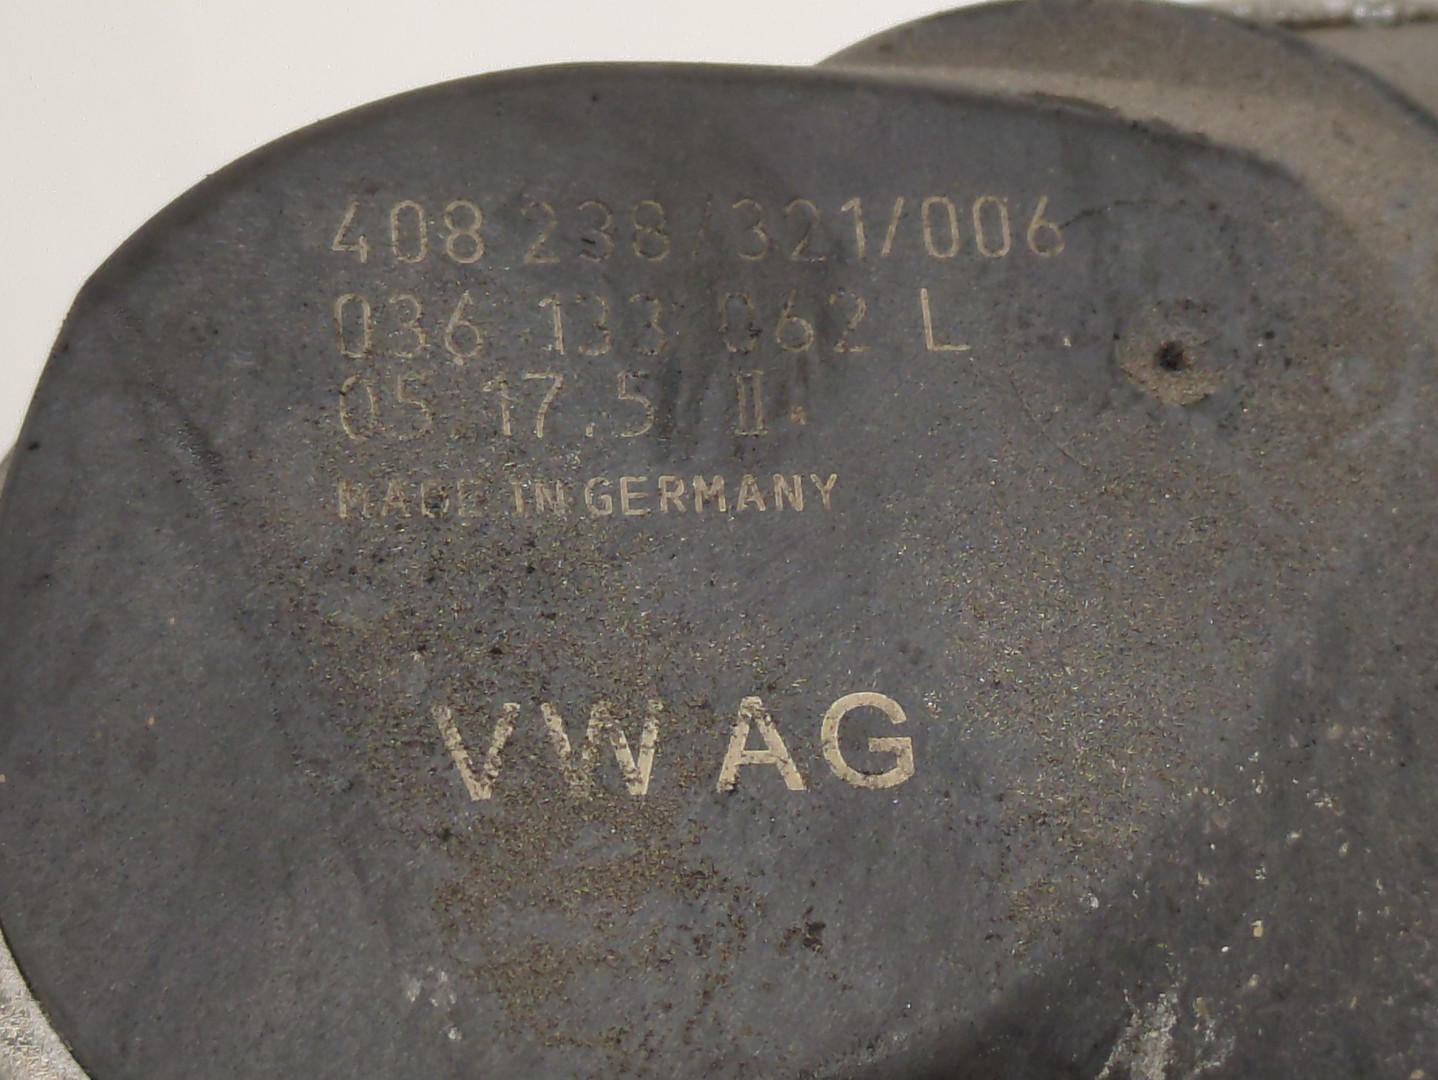 408 238/321/006
036 133 062 L
05.17.5 II.
MADE IN GERMANY
VW AG